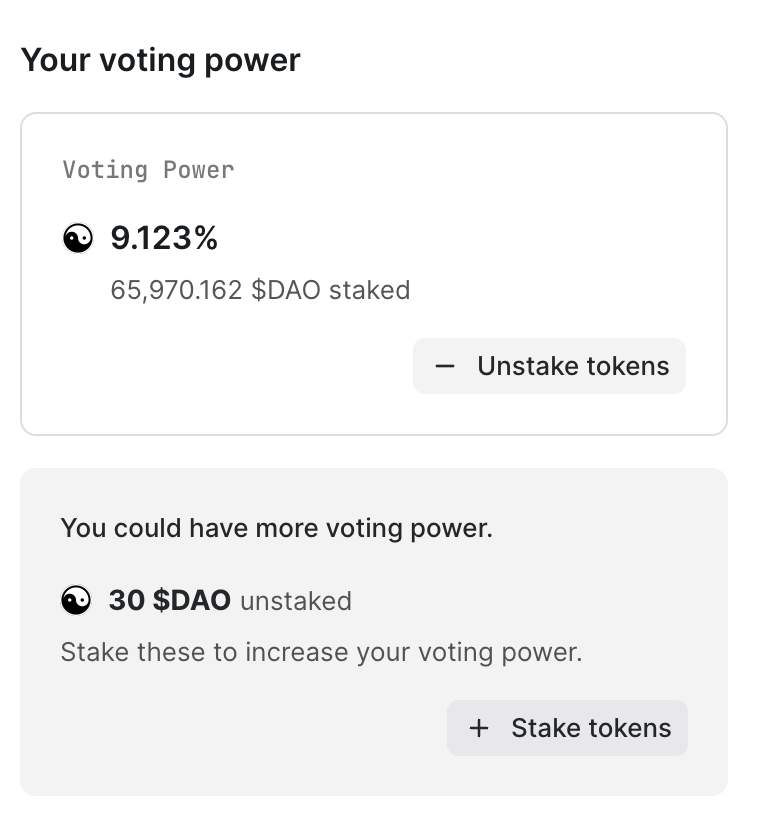 Your voting power
Voting Power
9.123%
65,970.162 $DAO staked
Unstake tokens
You could have more voting power.
30 $DAO unstaked
Stake these to increase your voting power.
Stake tokens